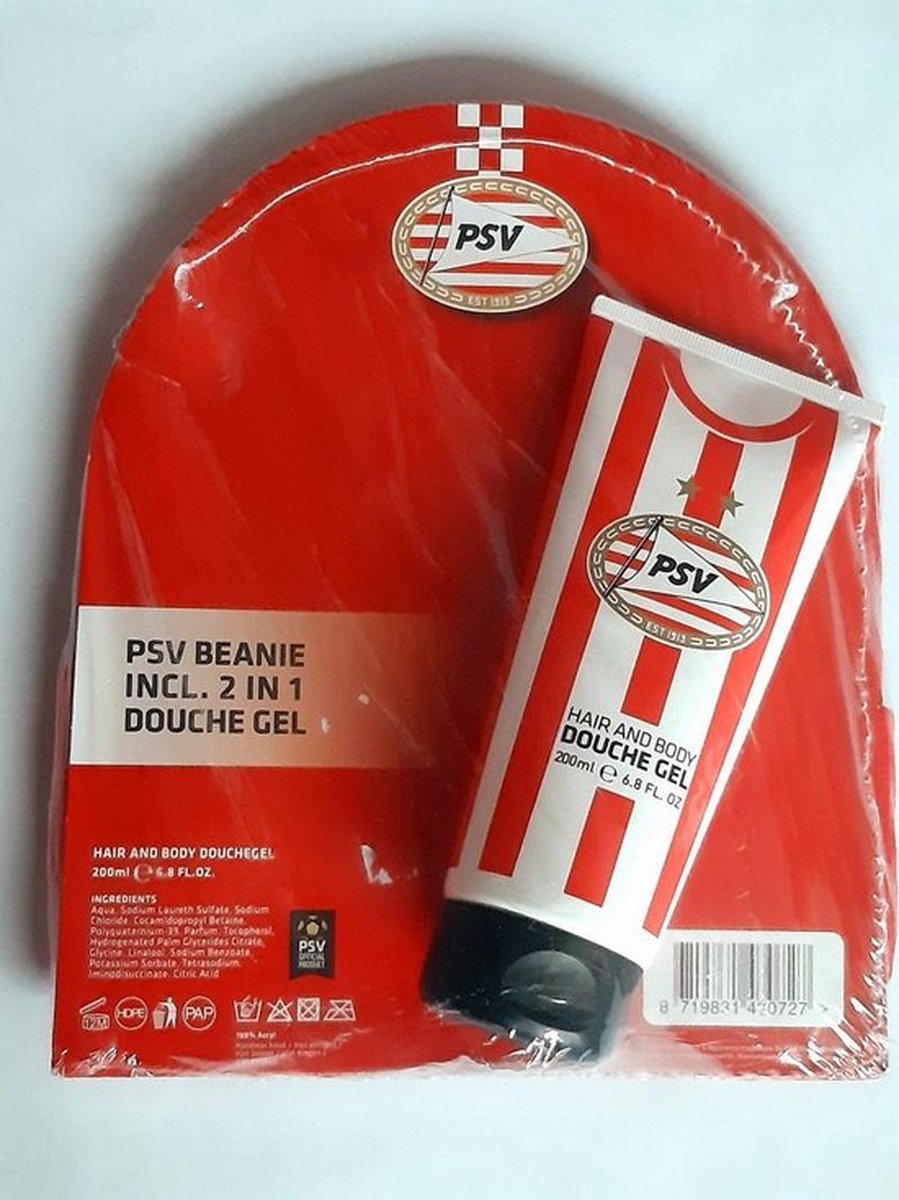 PSV
EST 1913
PSV BEANIE
INCL. 2 IN 1
DOUCHE GEL
PSV
EST 1913
HAIR AND BODY
DOUCHE GEL
200ml e 6.8 FL. OZ
HAIR AND BODY DOUCHEGEL
200ml e 6.8 FL.OZ.
INGREDIENTS
Aqua, Sodium Laureth Sulfate, Sodium
Chloride, Cocamidopropyl Betaine,
Polyquaternium-39, Parfum, Tocopherol,
Hydrogenated Palm Glycerides Citrate,
Glycine, Linalool, Sodium Benzoate,
Potassium Sorbate, Tetrasodium,
Iminodisuccinate, Citric Acid
PSV
OFFICIAL
PRODUCT
12M
HDPE
PAP
100% Acryl
8 719831 420727 >